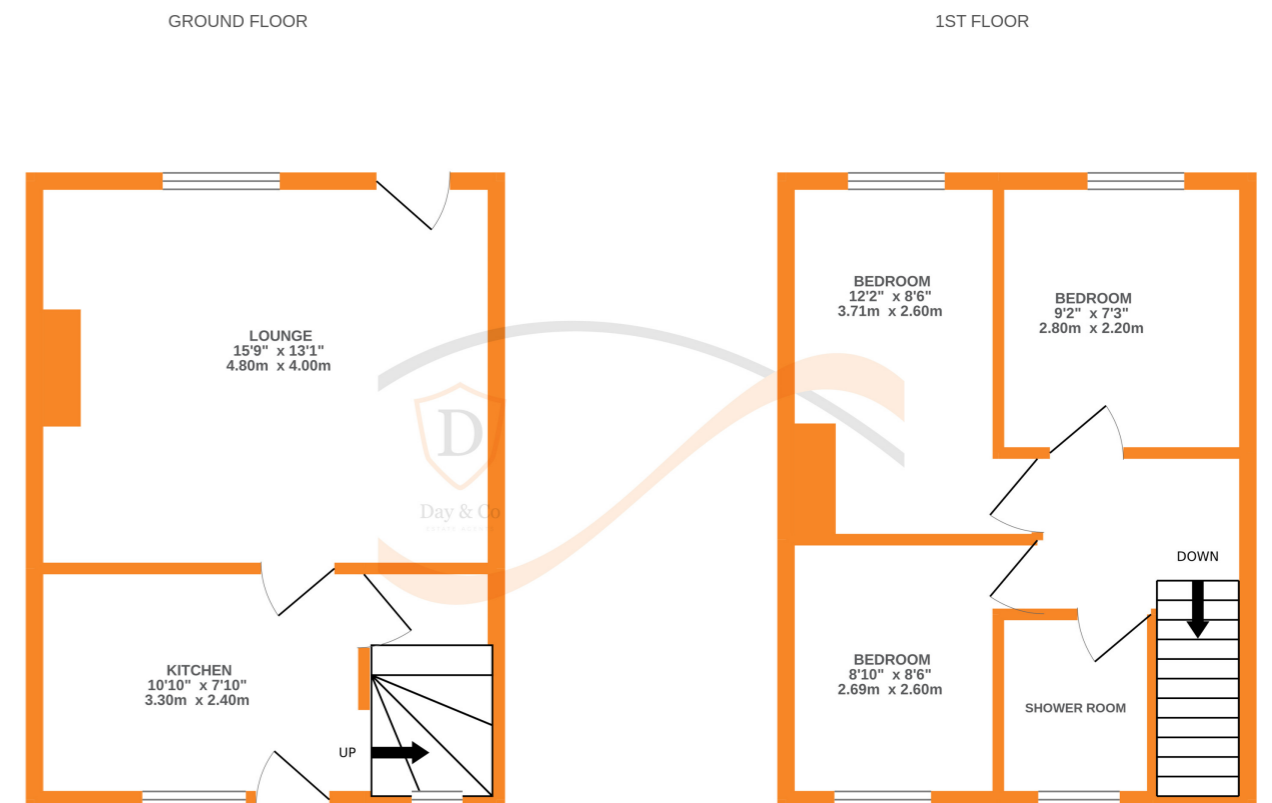 GROUND FLOOR
1ST FLOOR
LOUNGE
15'9" x 13'1"
4.80m x 4.00m
KITCHEN
10'10" x 7'10"
3.30m x 2.40m
UP
BEDROOM
12'2" x 8'6"
3.71m x 2.60m
BEDROOM
9'2" x 7'3"
2.80m x 2.20m
DOWN
BEDROOM
8'10" x 8'6"
2.69m x 2.60m
SHOWER ROOM
D
Day & Co
ESTATE AGENTS